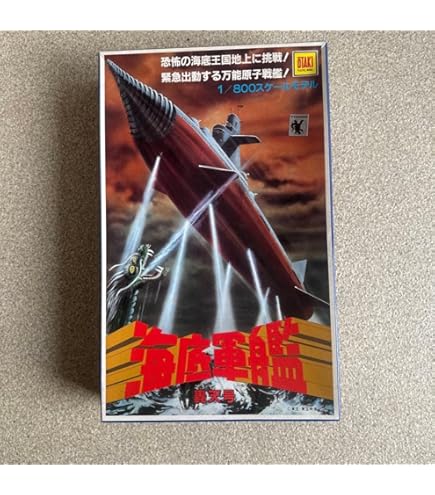 恐怖の海底王国地上に挑戦!
緊急出動する万能原子戦艦!
1/800スケールモデル
OTAKI
海底軍艦
轟天号